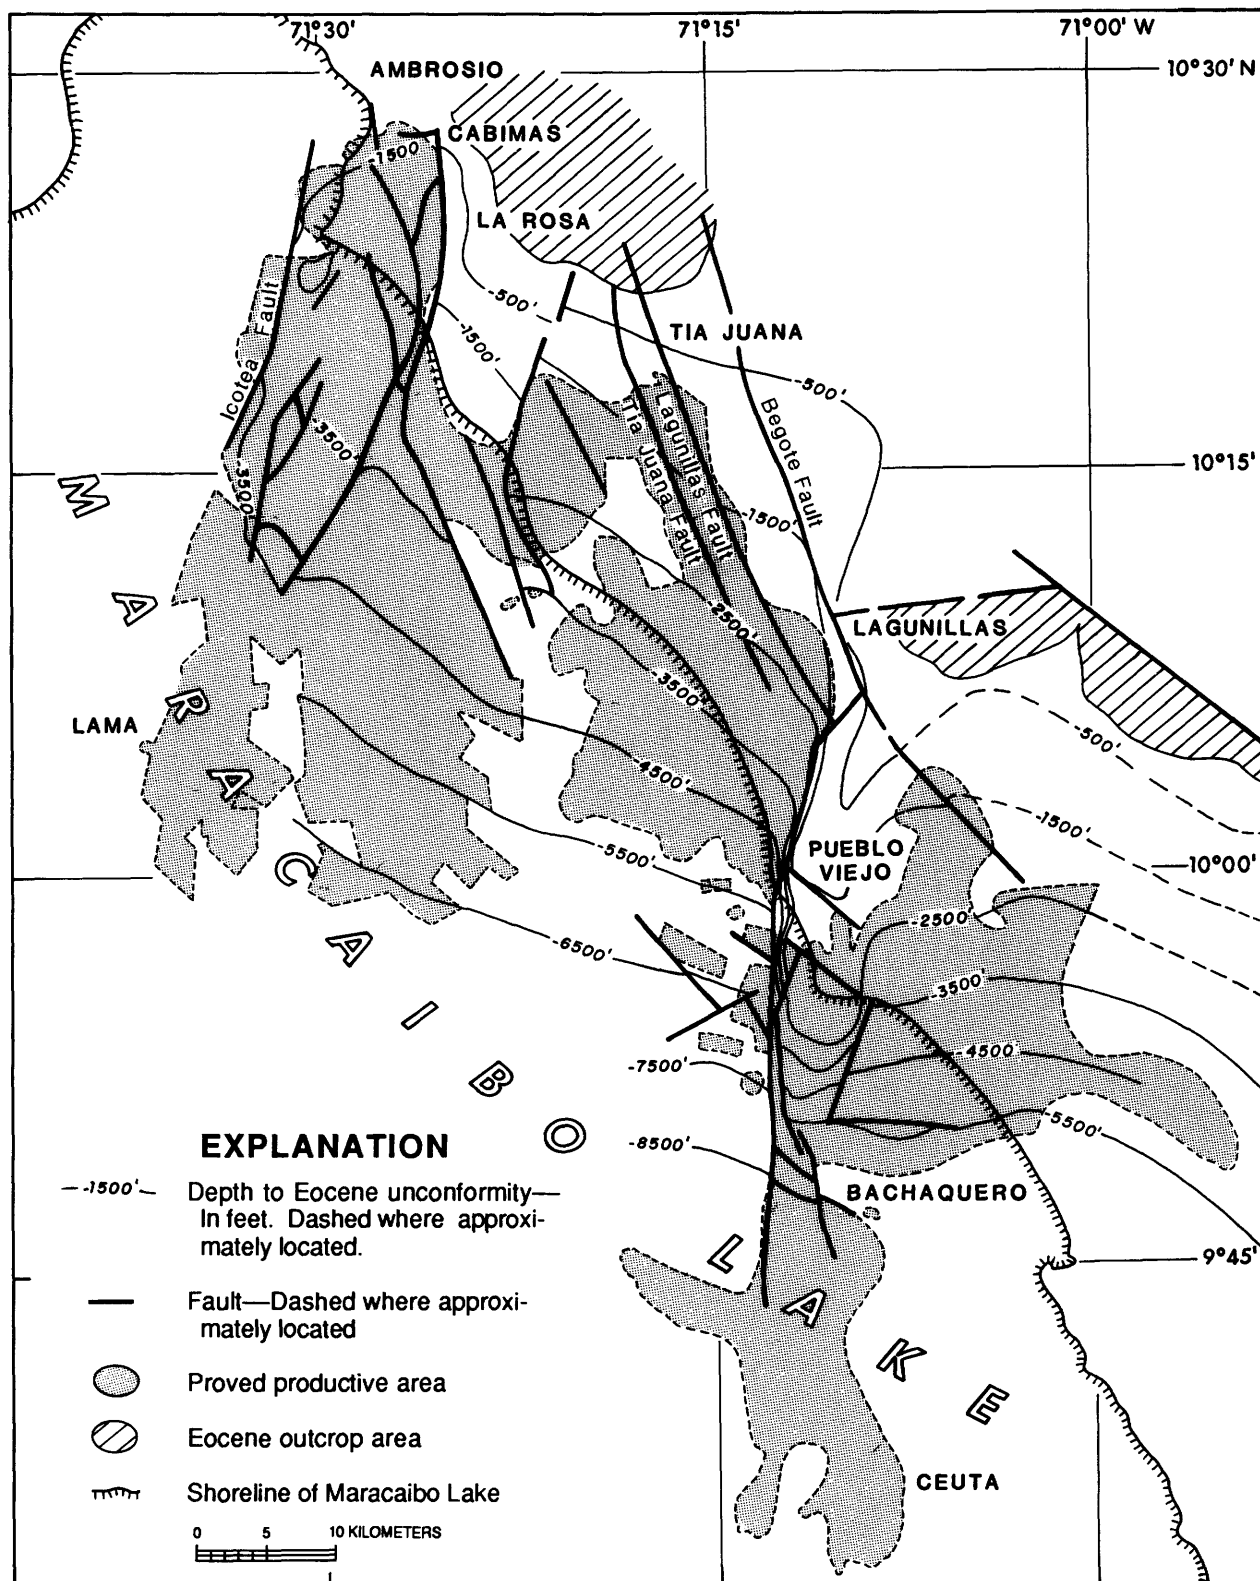 71°30'
71°15'
71°00' W
AMBROSIO
10°30' N
CABIMAS
-1500
LA ROSA
-500'
TIA JUANA
-1500'
Icotea Fault
-500'
Tia Juana Fault
Lagunillas Fault
Begote Fault
-3500'
10°15'
-3500'
-1500'
-2500'
LAGUNILLAS
-3500'
LAMA
-500'
-4500'
-1500'
PUEBLO
VIEJO
-5500'
10°00'
-2500
-6500'
-3500'
-4500'
-7500'
-5500'
-8500'
BACHAQUERO
MARACAIBO
LAKE
9°45'
CEUTA
EXPLANATION
-1500'
Depth to Eocene unconformity—
In feet. Dashed where approxi-
mately located.
Fault—Dashed where approxi-
mately located
Proved productive area
Eocene outcrop area
Shoreline of Maracaibo Lake
0 5 10 KILOMETERS